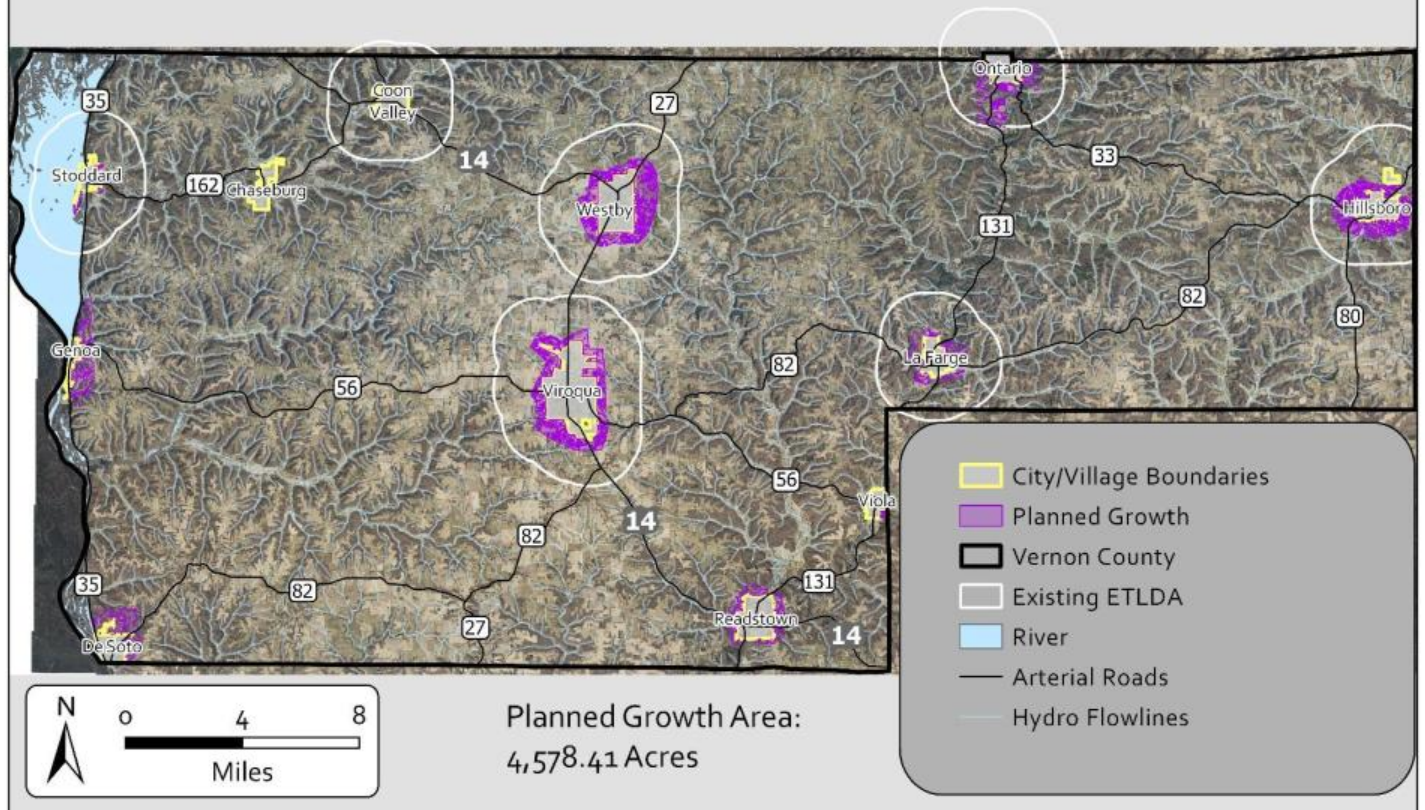 Ontario
35
Coon
Valley
27
14
33
Stoddard
162
Chaseburg
Westby
Hillsboro
131
82
80
Genoa
La Farge
82
56
Viroqua
56
Viola
14
82
35
82
131
Readstown
27
14
De Soto
City/Village Boundaries
Planned Growth
Vernon County
Existing ETLDA
River
Arterial Roads
Hydro Flowlines
N
0 4 8
Miles
Planned Growth Area:
4,578.41 Acres